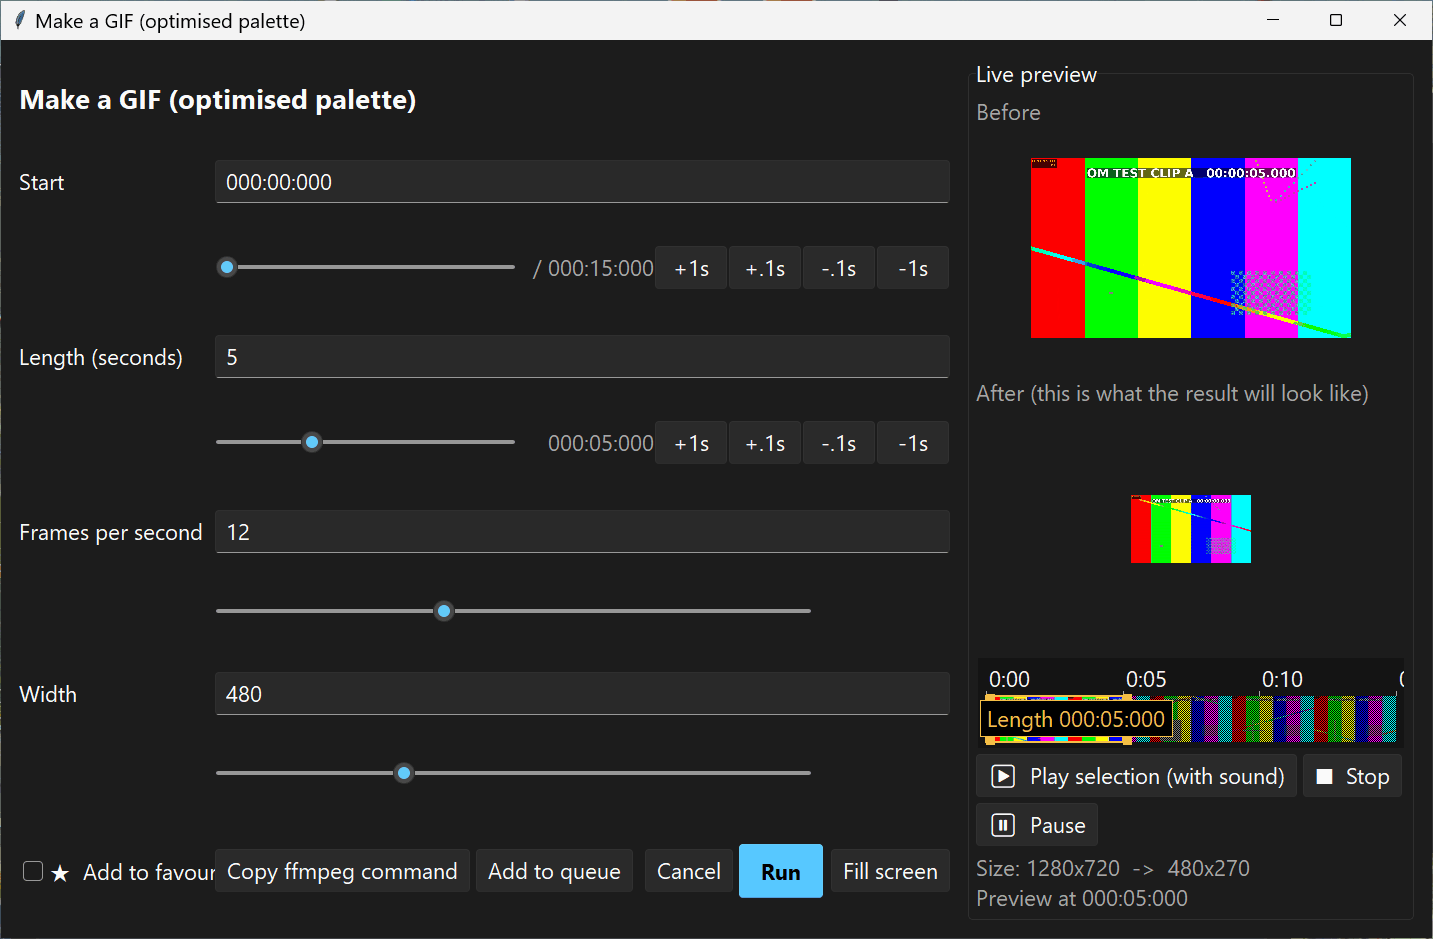 Make a GIF (optimised palette)
Make a GIF (optimised palette)
Start
000:00:000
/ 000:15:000
+1s
+.1s
-.1s
-1s
Length (seconds)
5
000:05:000
+1s
+.1s
-.1s
-1s
Frames per second
12
Width
480
★ Add to favour
Copy ffmpeg command
Add to queue
Cancel
Run
Fill screen
Live preview
Before
OM TEST CLIP A 00:00:05.000
After (this is what the result will look like)
0:00
0:05
0:10
Length 000:05:000
Play selection (with sound)
Stop
Pause
Size: 1280x720 -> 480x270
Preview at 000:05:000